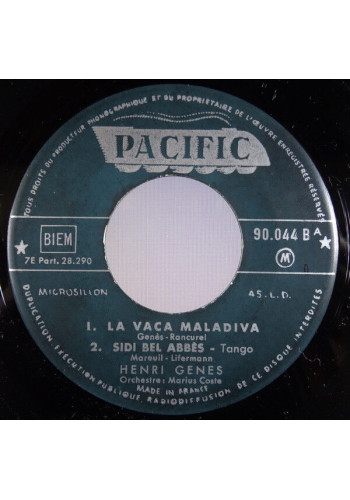 TOUS DROITS DU PRODUCTEUR PHONOGRAPHIQUE ET DU PROPRIETAIRE DE L'ŒUVRE ENREGISTRÉE RÉSERVÉS
PACIFIC
BIEM
90.044 B A
7E Part. 28.290
M
MICROSILLON
45.L.D.
1. LA VACA MALADIVA
Genès-Rancurel
2. SIDI BEL ABBÈS - Tango
Mareuil - Lifermann
HENRI GENES
Orchestre: Marius Coste
MADE IN FRANCE
DUPLICATION, EXÉCUTION PUBLIQUE, RADIODIFFUSION DE CE DISQUE INTERDITES